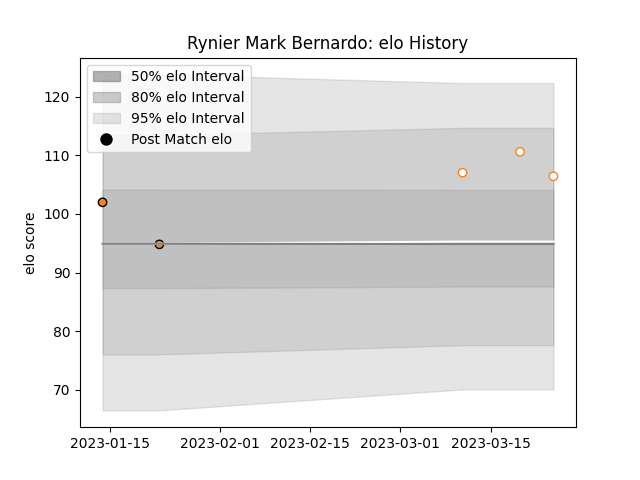 Rynier Mark Bernardo: elo History
50% elo Interval
80% elo Interval
95% elo Interval
Post Match elo
elo score
120
110
100
90
80
70
2023-01-15
2023-02-01
2023-02-15
2023-03-01
2023-03-15